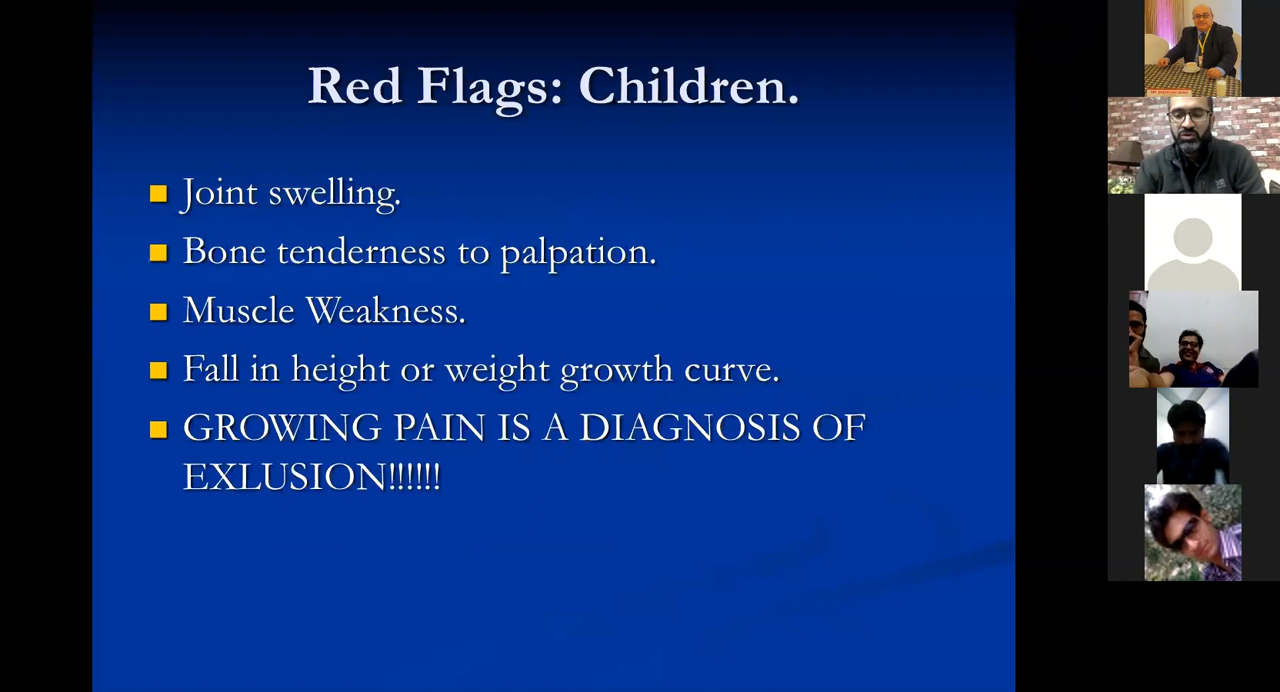 Red Flags: Children.
Joint swelling.
Bone tenderness to palpation.
Muscle Weakness.
Fall in height or weight growth curve.
GROWING PAIN IS A DIAGNOSIS OF
EXLUSION!!!!!!